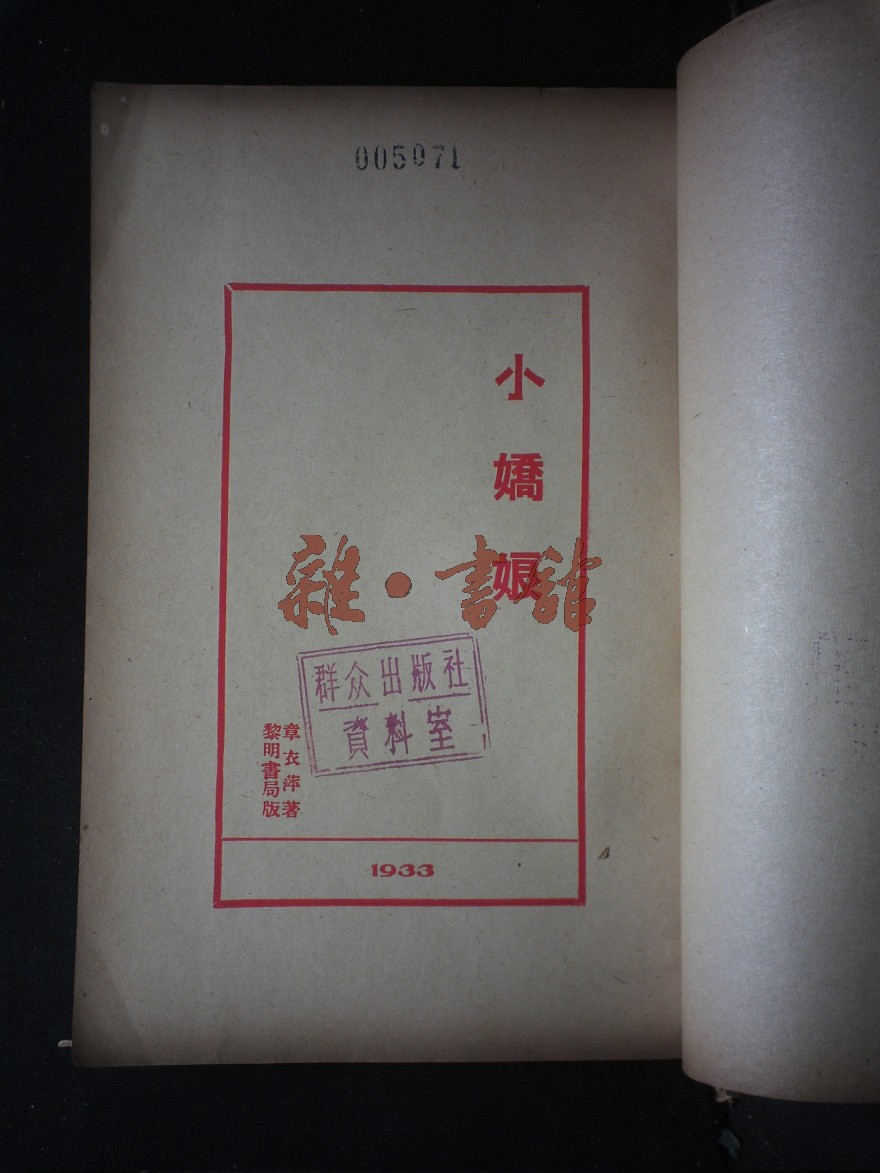 005071
小嬌娘
雜·書館
群众出版社
資料室
章衣萍著
黎明書局版
1933